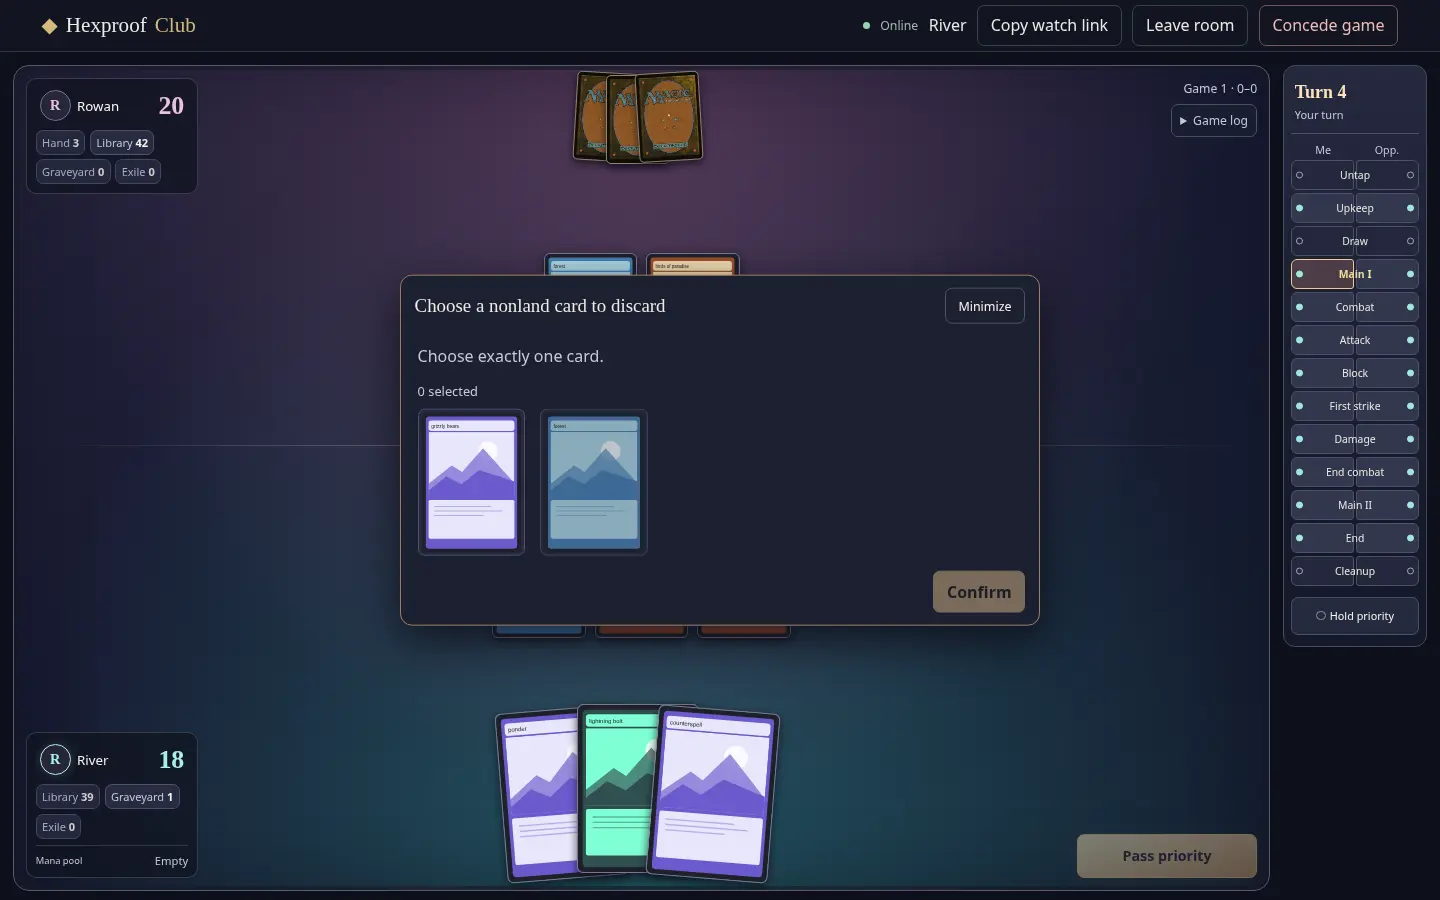 Hexproof Club
Online River Copy watch link Leave room Concede game
R Rowan 20
Hand 3 Library 42
Graveyard 0 Exile 0
Game 1 · 0–0
Game log
Turn 4
Your turn
Me Opp.
Untap
Upkeep
Draw
Main I
Combat
Attack
Block
First strike
Damage
End combat
Main II
End
Cleanup
Hold priority
forest
birds of paradise
Choose a nonland card to discard
Minimize
Choose exactly one card.
0 selected
grizzly bears
forest
Confirm
ponder
lightning bolt
counterspell
R River 18
Library 39 Graveyard 1
Exile 0
Mana pool Empty
Pass priority